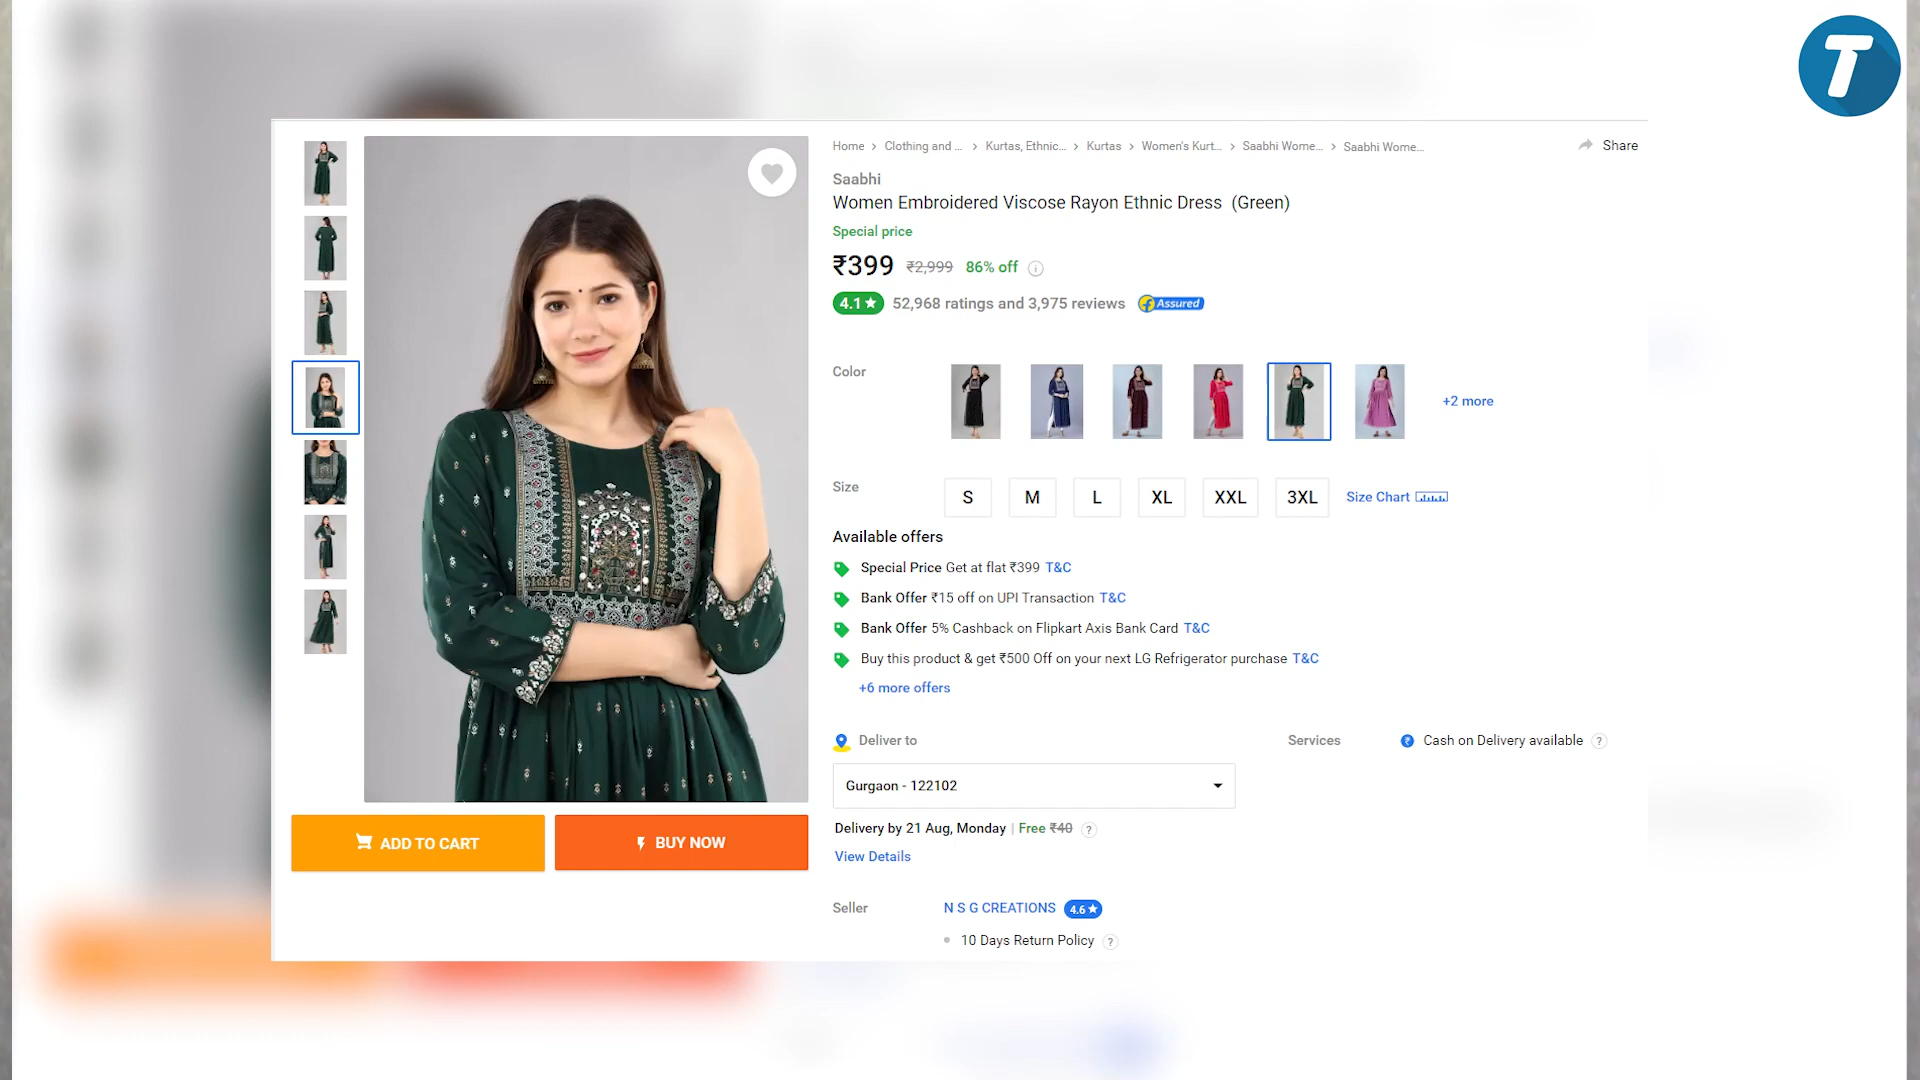 T
Home > Clothing and ... > Kurtas, Ethnic... > Kurtas > Women's Kurt... > Saabhi Wome... > Saabhi Wome...
Share
Saabhi
Women Embroidered Viscose Rayon Ethnic Dress (Green)
Special price
₹399 ₹2,999 86% off i
4.1★ 52,968 ratings and 3,975 reviews f Assured
Color
+2 more
Size
S M L XL XXL 3XL Size Chart
Available offers
Special Price Get at flat ₹399 T&C
Bank Offer ₹15 off on UPI Transaction T&C
Bank Offer 5% Cashback on Flipkart Axis Bank Card T&C
Buy this product & get ₹500 Off on your next LG Refrigerator purchase T&C
+6 more offers
Deliver to
Services ₹ Cash on Delivery available ?
Gurgaon - 122102
Delivery by 21 Aug, Monday | Free ₹40 ?
View Details
ADD TO CART
BUY NOW
Seller N S G CREATIONS 4.6★
• 10 Days Return Policy ?